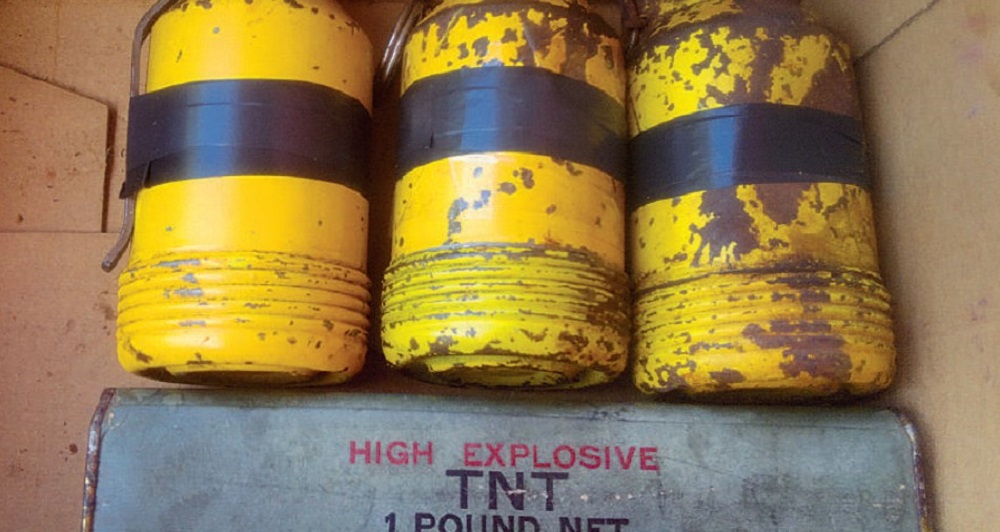 HIGH EXPLOSIVE
TNT
1 POUND NET